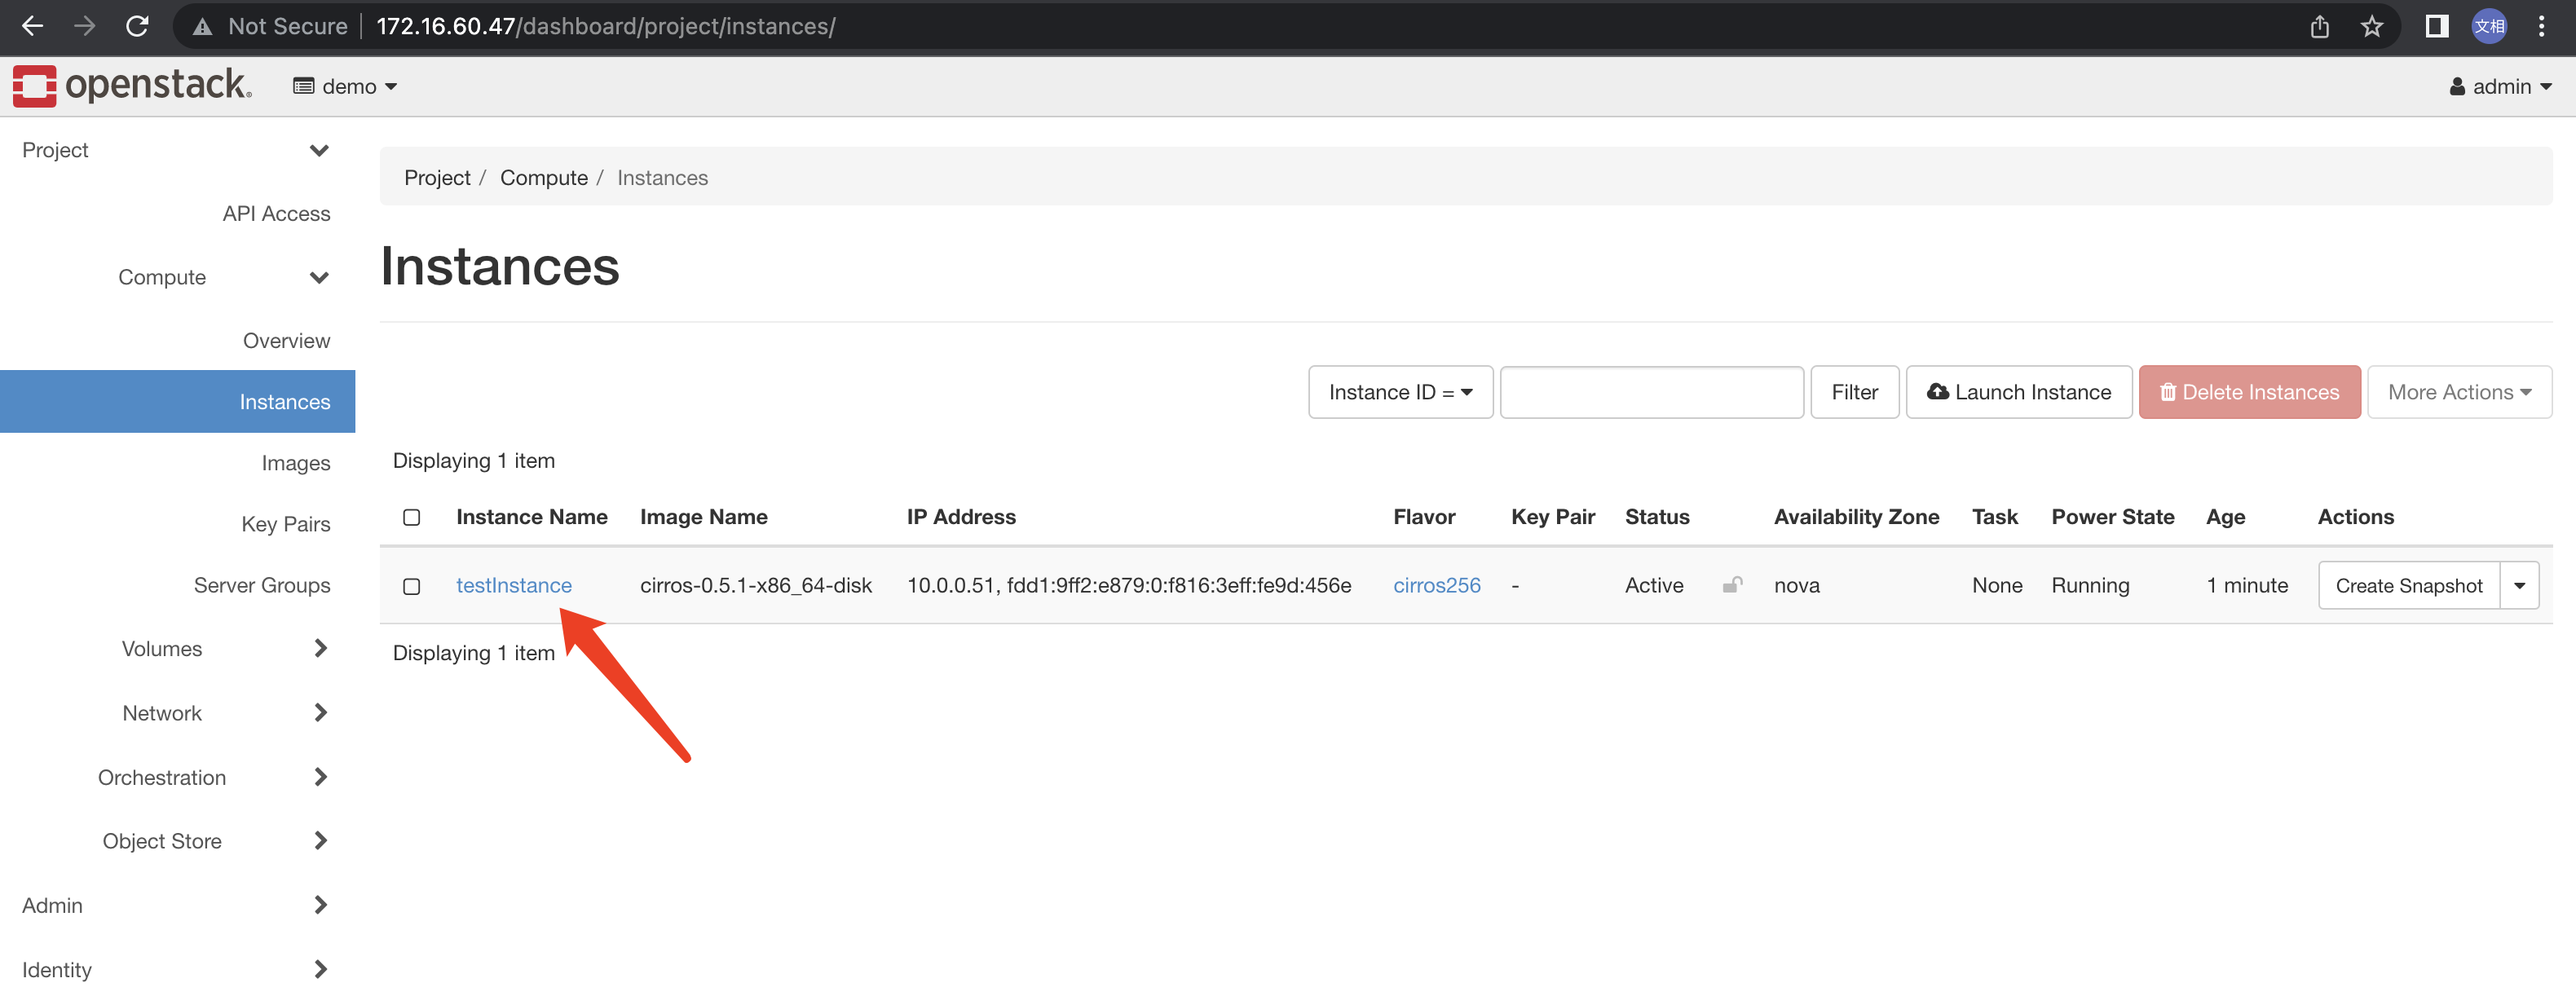 Not Secure | 172.16.60.47/dashboard/project/instances/ 文相
openstack. demo admin
Project
API Access
Compute
Overview
Instances
Images
Key Pairs
Server Groups
Volumes
Network
Orchestration
Object Store
Admin
Identity
Project / Compute / Instances
Instances
Instance ID = Filter Launch Instance Delete Instances More Actions
Displaying 1 item
Instance Name Image Name IP Address Flavor Key Pair Status Availability Zone Task Power State Age Actions
testInstance cirros-0.5.1-x86_64-disk 10.0.0.51, fdd1:9ff2:e879:0:f816:3eff:fe9d:456e cirros256 - Active nova None Running 1 minute Create Snapshot
Displaying 1 item